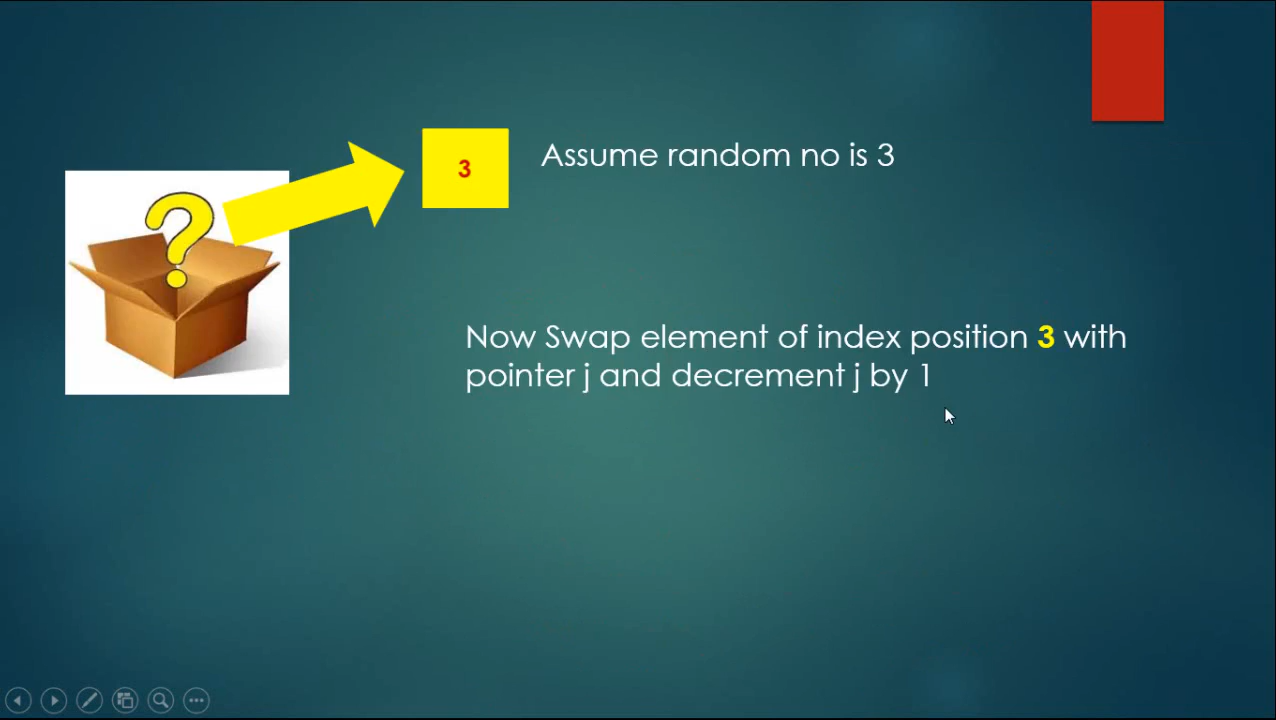 3
Assume random no is 3
?
Now Swap element of index position 3 with
pointer j and decrement j by 1